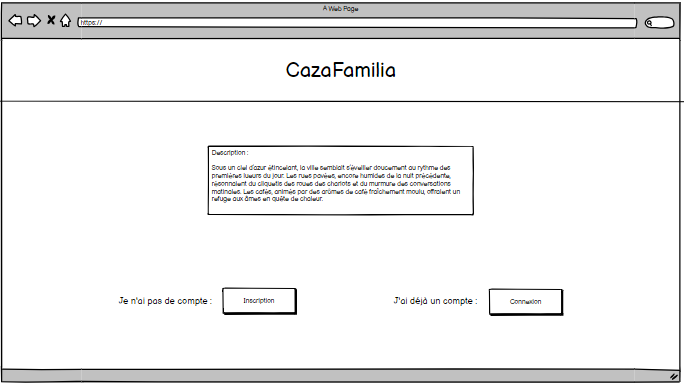 A Web Page
https://
CazaFamilia
Description :
Sous un ciel d'azur étincelant, la ville semblait s'éveiller doucement au rythme des
premières lueurs du jour. Les rues pavées, encore humides de la nuit précédente,
résonnaient du cliquetis des roues des chariots et du murmure des conversations
matinales. Les cafés, animés par des arômes de café fraîchement moulu, offraient un
refuge aux âmes en quête de chaleur.
Je n'ai pas de compte : Inscription J'ai déjà un compte : Connexion